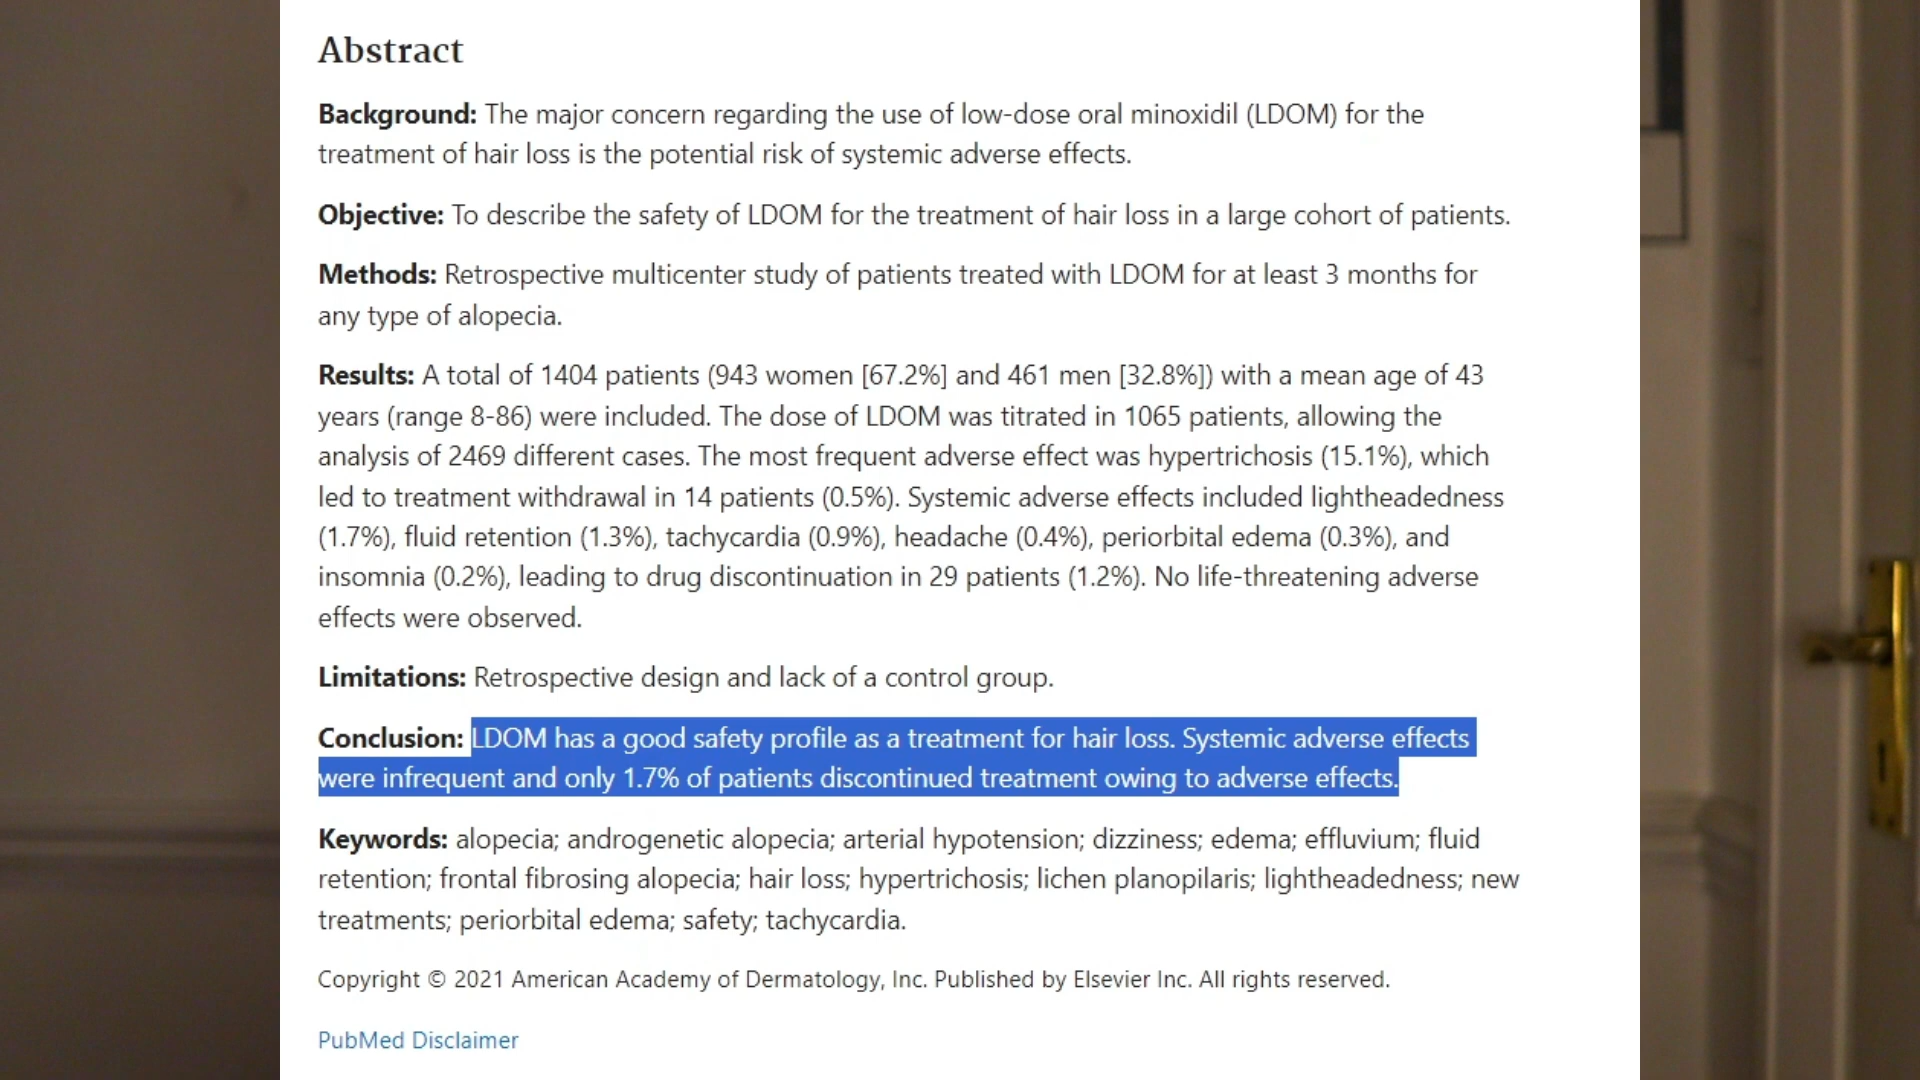 Abstract
Background: The major concern regarding the use of low-dose oral minoxidil (LDOM) for the
treatment of hair loss is the potential risk of systemic adverse effects.
Objective: To describe the safety of LDOM for the treatment of hair loss in a large cohort of patients.
Methods: Retrospective multicenter study of patients treated with LDOM for at least 3 months for
any type of alopecia.
Results: A total of 1404 patients (943 women [67.2%] and 461 men [32.8%]) with a mean age of 43
years (range 8-86) were included. The dose of LDOM was titrated in 1065 patients, allowing the
analysis of 2469 different cases. The most frequent adverse effect was hypertrichosis (15.1%), which
led to treatment withdrawal in 14 patients (0.5%). Systemic adverse effects included lightheadedness
(1.7%), fluid retention (1.3%), tachycardia (0.9%), headache (0.4%), periorbital edema (0.3%), and
insomnia (0.2%), leading to drug discontinuation in 29 patients (1.2%). No life-threatening adverse
effects were observed.
Limitations: Retrospective design and lack of a control group.
Conclusion: LDOM has a good safety profile as a treatment for hair loss. Systemic adverse effects
were infrequent and only 1.7% of patients discontinued treatment owing to adverse effects.
Keywords: alopecia; androgenetic alopecia; arterial hypotension; dizziness; edema; effluvium; fluid
retention; frontal fibrosing alopecia; hair loss; hypertrichosis; lichen planopilaris; lightheadedness; new
treatments; periorbital edema; safety; tachycardia.
Copyright © 2021 American Academy of Dermatology, Inc. Published by Elsevier Inc. All rights reserved.
PubMed Disclaimer